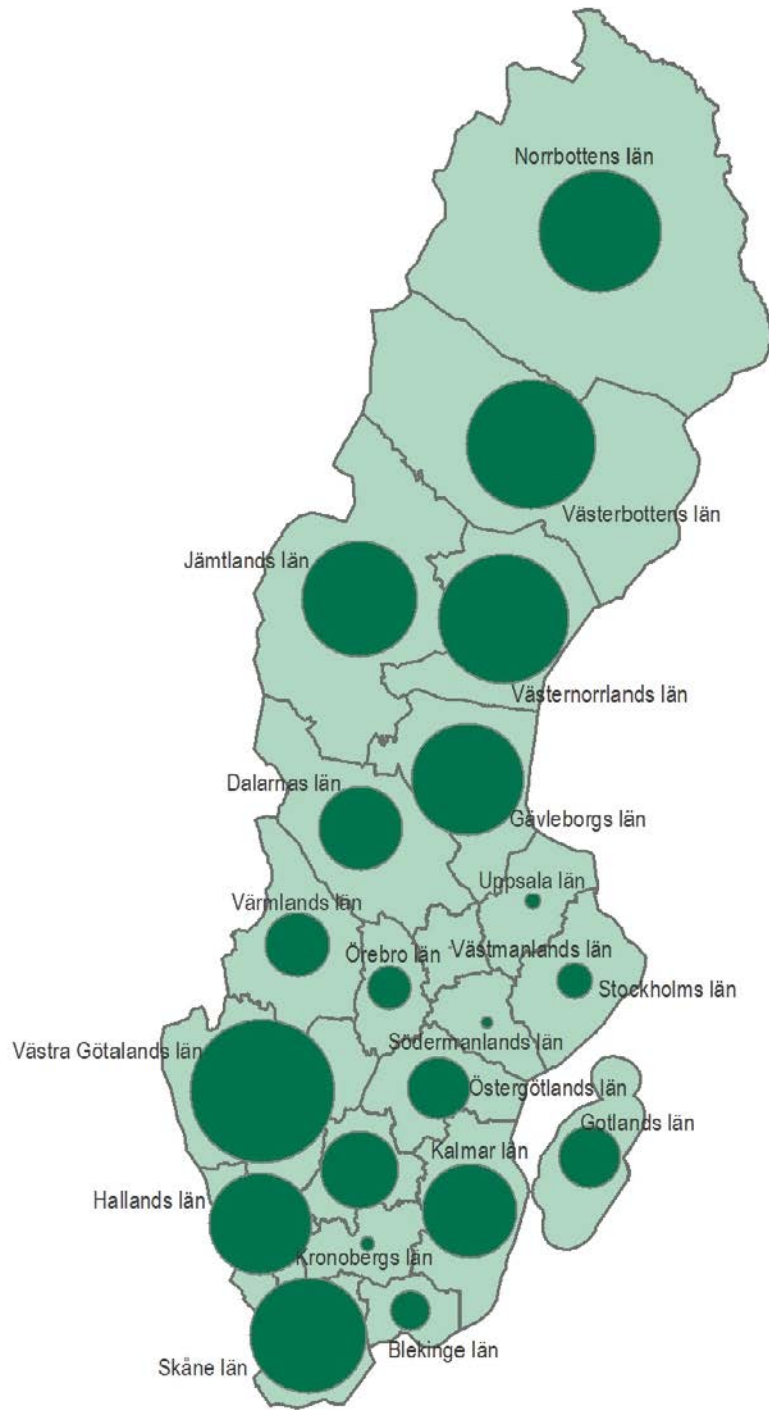 Norrbottens län
Västerbottens län
Jämtlands län
Västernorrlands län
Dalarnas län
Gävleborgs län
Uppsala län
Värmlands län
Örebro län
Västmanlands län
Stockholms län
Södermanlands län
Västra Götalands län
Östergötlands län
Gotlands län
Kalmar län
Hallands län
Kronobergs län
Blekinge län
Skåne län